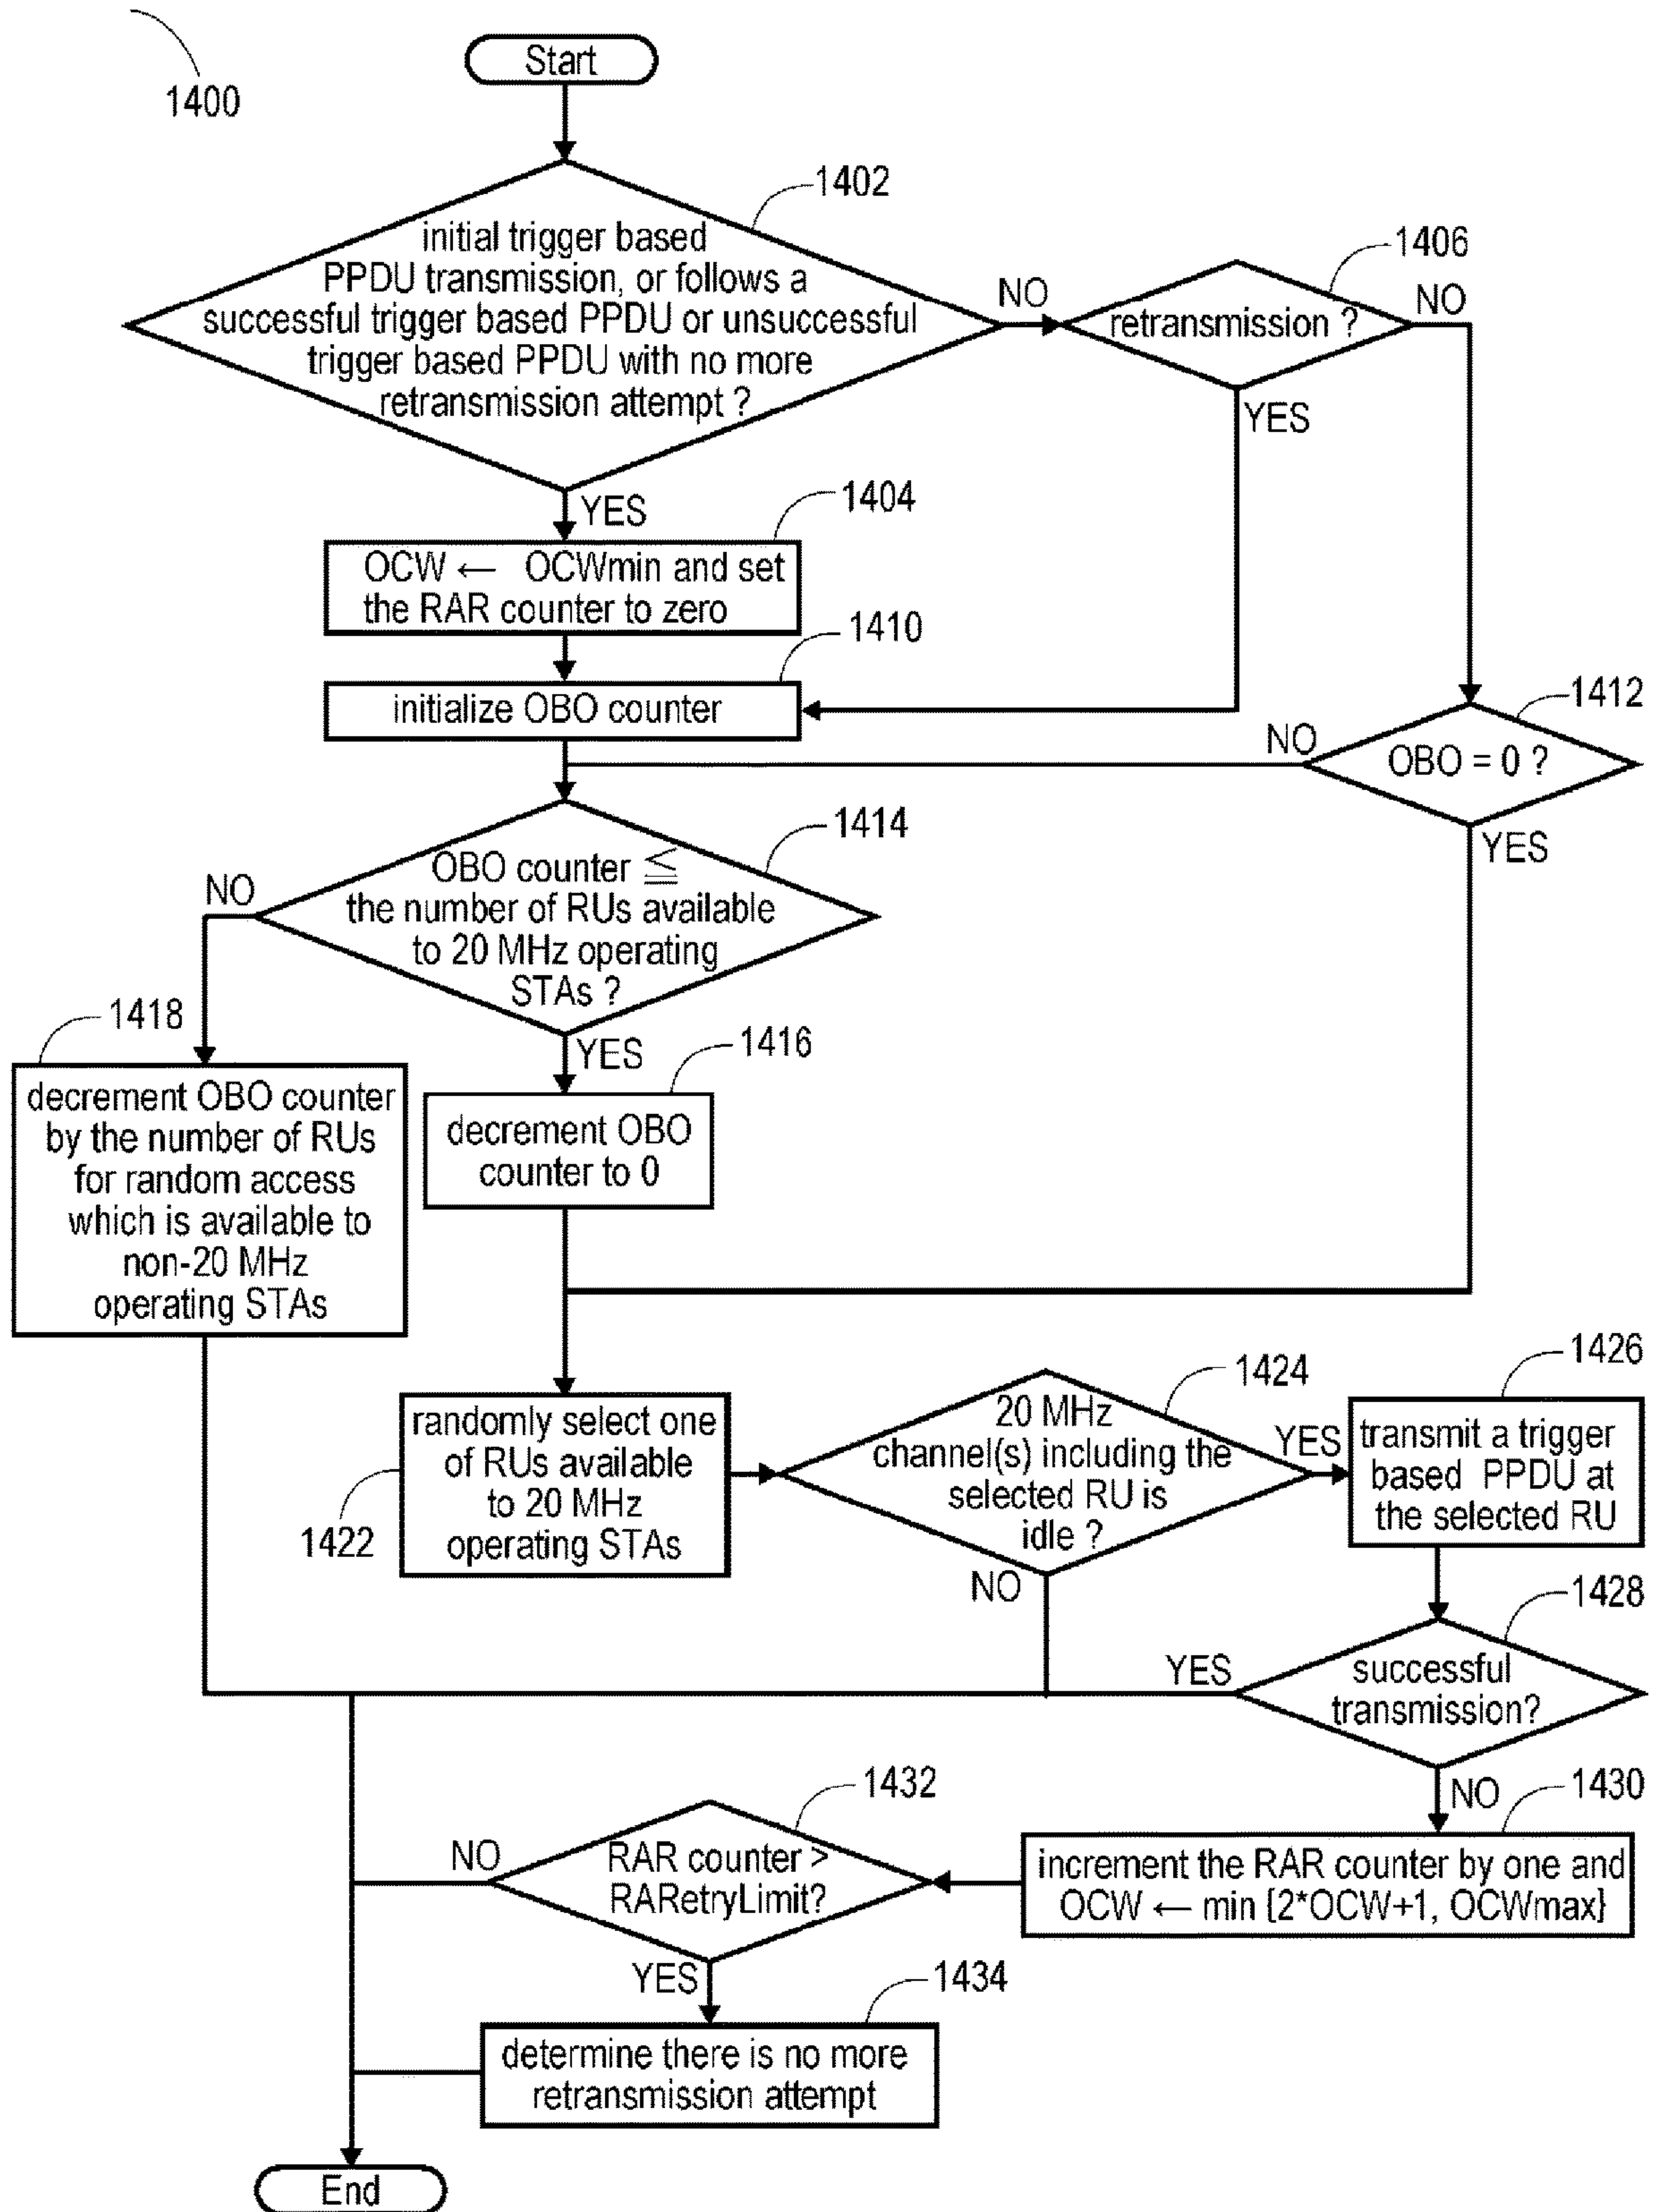 1400
Start
1402
initial trigger based
PPDU transmission, or follows a
successful trigger based PPDU or unsuccessful
trigger based PPDU with no more
retransmission attempt ?
NO
1406
retransmission ?
NO
YES
YES
1404
OCW ← OCWmin and set
the RAR counter to zero
1410
initialize OBO counter
1412
OBO = 0 ?
NO
YES
1414
OBO counter ≦
the number of RUs available
to 20 MHz operating
STAs ?
NO
YES
1418
decrement OBO counter
by the number of RUs
for random access
which is available to
non-20 MHz
operating STAs
1416
decrement OBO
counter to 0
randomly select one
of RUs available
to 20 MHz
operating STAs
1422
1424
20 MHz
channel(s) including the
selected RU is
idle ?
YES
NO
1426
transmit a trigger
based PPDU at
the selected RU
1428
successful
transmission?
YES
NO
1430
increment the RAR counter by one and
OCW ← min {2*OCW+1, OCWmax}
1432
RAR counter >
RARetryLimit?
NO
YES
1434
determine there is no more
retransmission attempt
End